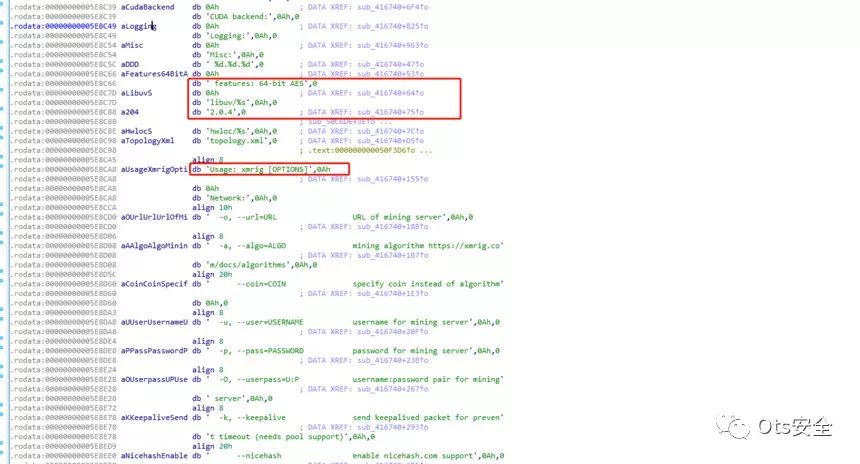 .rodata:00000000005E8C39 aCudaBackend db 0Ah ; DATA XREF: sub_416740+6F4↑o
.rodata:00000000005E8C39 db 'CUDA backend:',0Ah,0
.rodata:00000000005E8C49 aLogging db 0Ah ; DATA XREF: sub_416740+825↑o
.rodata:00000000005E8C49 db 'Logging:',0Ah,0
.rodata:00000000005E8C54 aMisc db 0Ah ; DATA XREF: sub_416740+963↑o
.rodata:00000000005E8C54 db 'Misc:',0Ah,0
.rodata:00000000005E8C5C aDDD db ' %d.%d.%d',0 ; DATA XREF: sub_416740+47↑o
.rodata:00000000005E8C66 aFeatures64BitA db 0Ah ; DATA XREF: sub_416740+53↑o
.rodata:00000000005E8C66 db ' features: 64-bit AES',0
.rodata:00000000005E8C7D aLibuvS db 0Ah ; DATA XREF: sub_416740+64↑o
.rodata:00000000005E8C7D db 'libuv/%s',0Ah,0
.rodata:00000000005E8C88 a204 db '2.0.4',0 ; DATA XREF: sub_416740+75↑o
.rodata:00000000005E8C88
.rodata:00000000005E8C8E aHwlocS db 'hwloc/%s',0Ah,0 ; DATA XREF: sub_416740+7C↑o
.rodata:00000000005E8C98 aTopologyXml db 'topology.xml',0 ; DATA XREF: sub_416740+D5↑o
.rodata:00000000005E8C98 ; .text:000000000050F3D6↑o ...
.rodata:00000000005E8CA5 align 8
.rodata:00000000005E8CA8 aUsageXmrigOpti db 'Usage: xmrig [OPTIONS]',0Ah
.rodata:00000000005E8CA8 ; DATA XREF: sub_416740+155↑o
.rodata:00000000005E8CA8 db 0Ah
.rodata:00000000005E8CA8 db 'Network:',0Ah,0
.rodata:00000000005E8CCA align 10h
.rodata:00000000005E8CD0 aOUrlUrlUrlOfMi db ' -o, --url=URL URL of mining server',0Ah,0
.rodata:00000000005E8CD0 ; DATA XREF: sub_416740+18B↑o
.rodata:00000000005E8D06 align 8
.rodata:00000000005E8D08 aAAlgoAlgoMinin db ' -a, --algo=ALGO mining algorithm https://xmrig.co'
.rodata:00000000005E8D08 ; DATA XREF: sub_416740+1B7↑o
.rodata:00000000005E8D08 db 'm/docs/algorithms',0Ah,0
.rodata:00000000005E8D5C align 20h
.rodata:00000000005E8D60 aCoinCoinSpecif db ' --coin=COIN specify coin instead of algorithm'
.rodata:00000000005E8D60 ; DATA XREF: sub_416740+1E3↑o
.rodata:00000000005E8D60 db 0Ah,0
.rodata:00000000005E8DA3 align 8
.rodata:00000000005E8DA8 aUUserUsernameU db ' -u, --user=USERNAME username for mining server',0Ah,0
.rodata:00000000005E8DA8 ; DATA XREF: sub_416740+20F↑o
.rodata:00000000005E8DE4 align 8
.rodata:00000000005E8DE8 aPPassPasswordP db ' -p, --pass=PASSWORD password for mining server',0Ah,0
.rodata:00000000005E8DE8 ; DATA XREF: sub_416740+23B↑o
.rodata:00000000005E8E24 align 8
.rodata:00000000005E8E28 aOUserpassUPUse db ' -O, --userpass=U:P username:password pair for mining'
.rodata:00000000005E8E28 ; DATA XREF: sub_416740+267↑o
.rodata:00000000005E8E28 db ' server',0Ah,0
.rodata:00000000005E8E72 align 8
.rodata:00000000005E8E78 aKKeepaliveSend db ' -k, --keepalive send keepalived packet for preven'
.rodata:00000000005E8E78 ; DATA XREF: sub_416740+293↑o
.rodata:00000000005E8E78 db 't timeout (needs pool support)',0Ah,0
.rodata:00000000005E8ED9 align 20h
.rodata:00000000005E8EE0 aNicehashEnable db ' --nicehash enable nicehash.com support',0Ah,0
Ots安全